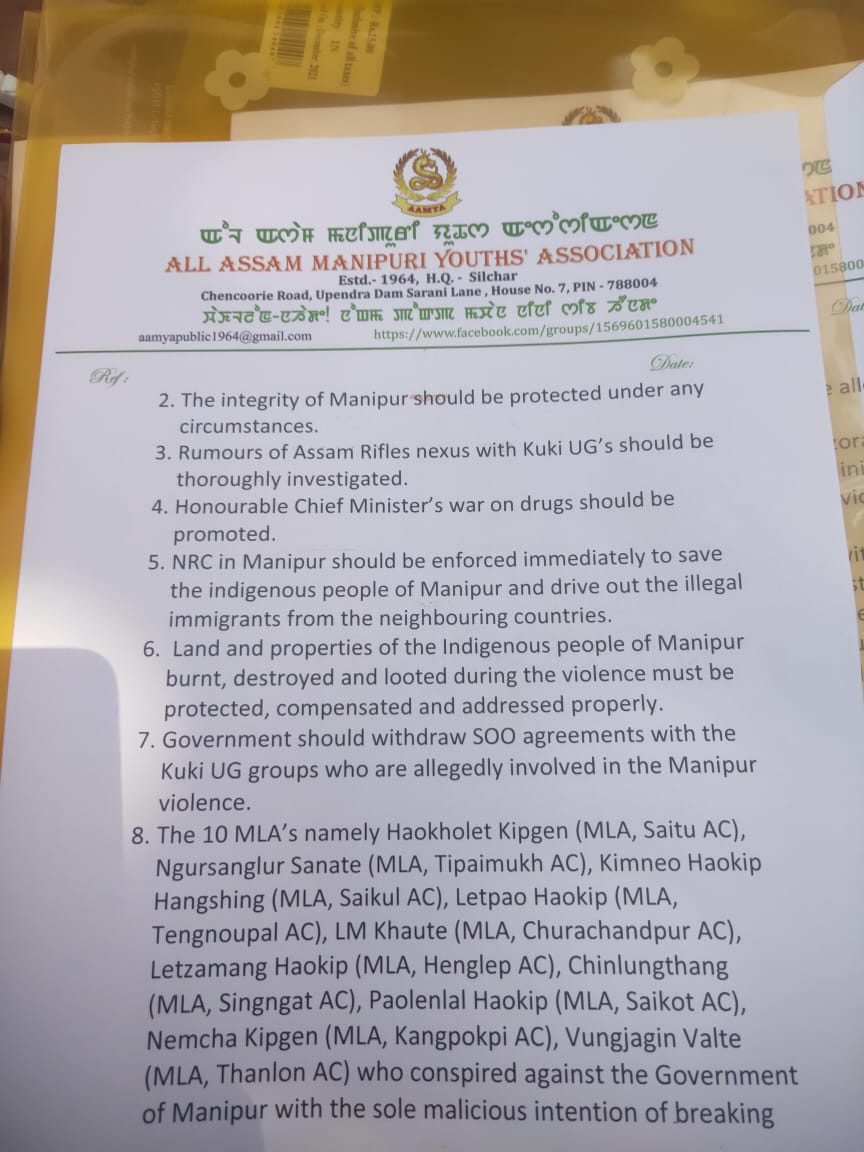 AAMYA
ALL ASSAM MANIPURI YOUTHS' ASSOCIATION
Estd.- 1964, H.Q. - Silchar
Chencoorie Road, Upendra Dam Sarani Lane , House No. 7, PIN - 788004
aamyapublic1964@gmail.com https://www.facebook.com/groups/1569601580004541
Ref: Date:
2. The integrity of Manipur should be protected under any
circumstances.
3. Rumours of Assam Rifles nexus with Kuki UG's should be
thoroughly investigated.
4. Honourable Chief Minister's war on drugs should be
promoted.
5. NRC in Manipur should be enforced immediately to save
the indigenous people of Manipur and drive out the illegal
immigrants from the neighbouring countries.
6. Land and properties of the Indigenous people of Manipur
burnt, destroyed and looted during the violence must be
protected, compensated and addressed properly.
7. Government should withdraw SOO agreements with the
Kuki UG groups who are allegedly involved in the Manipur
violence.
8. The 10 MLA's namely Haokholet Kipgen (MLA, Saitu AC),
Ngursanglur Sanate (MLA, Tipaimukh AC), Kimneo Haokip
Hangshing (MLA, Saikul AC), Letpao Haokip (MLA,
Tengnoupal AC), LM Khaute (MLA, Churachandpur AC),
Letzamang Haokip (MLA, Henglep AC), Chinlungthang
(MLA, Singngat AC), Paolenlal Haokip (MLA, Saikot AC),
Nemcha Kipgen (MLA, Kangpokpi AC), Vungjagin Valte
(MLA, Thanlon AC) who conspired against the Government
of Manipur with the sole malicious intention of breaking